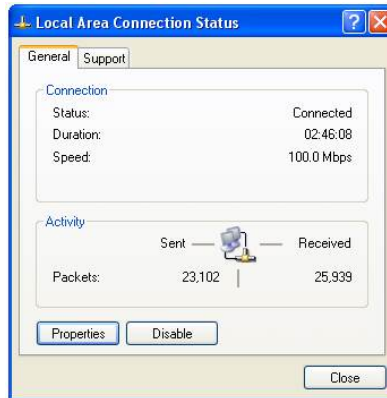 Local Area Connection Status
General Support
Connection
Status: Connected
Duration: 02:46:08
Speed: 100.0 Mbps
Activity
Sent — — Received
Packets: 23,102 | 25,939
Properties Disable
Close